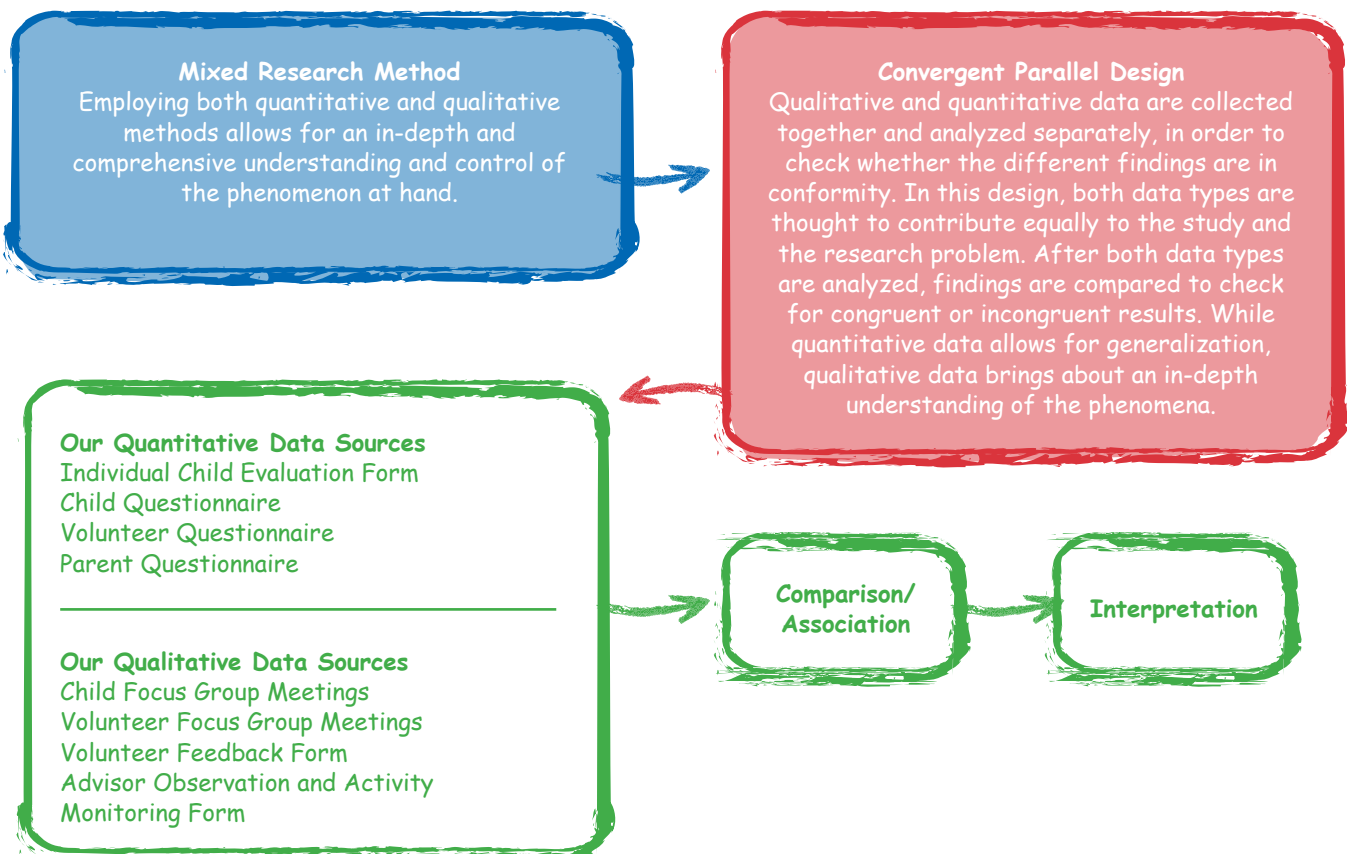 Mixed Research Method
Employing both quantitative and qualitative
methods allows for an in-depth and
comprehensive understanding and control of
the phenomenon at hand.
Convergent Parallel Design
Qualitative and quantitative data are collected
together and analyzed separately, in order to
check whether the different findings are in
conformity. In this design, both data types are
thought to contribute equally to the study and
the research problem. After both data types
are analyzed, findings are compared to check
for congruent or incongruent results. While
quantitative data allows for generalization,
qualitative data brings about an in-depth
understanding of the phenomena.
Our Quantitative Data Sources
Individual Child Evaluation Form
Child Questionnaire
Volunteer Questionnaire
Parent Questionnaire
Our Qualitative Data Sources
Child Focus Group Meetings
Volunteer Focus Group Meetings
Volunteer Feedback Form
Advisor Observation and Activity
Monitoring Form
Comparison/
Association
Interpretation